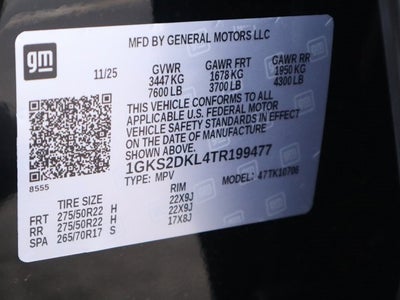 gm
MFD BY GENERAL MOTORS LLC
11/25 GVWR GAWR FRT GAWR RR
3447 KG 1678 KG 1950 KG
7600 LB 3700 LB 4300 LB
THIS VEHICLE CONFORMS TO ALL
APPLICABLE U.S. FEDERAL MOTOR
VEHICLE SAFETY STANDARDS IN EFFECT
ON THE DATE OF MANUFACTURE
SHOWN ABOVE.
8555 1GKS2DKL4TR199477
TYPE: MPV MODEL: 47TK10706
TIRE SIZE RIM
FRT 275/50R22 H 22X9J
RR 275/50R22 H 22X9J
SPA 265/70R17 S 17X8J